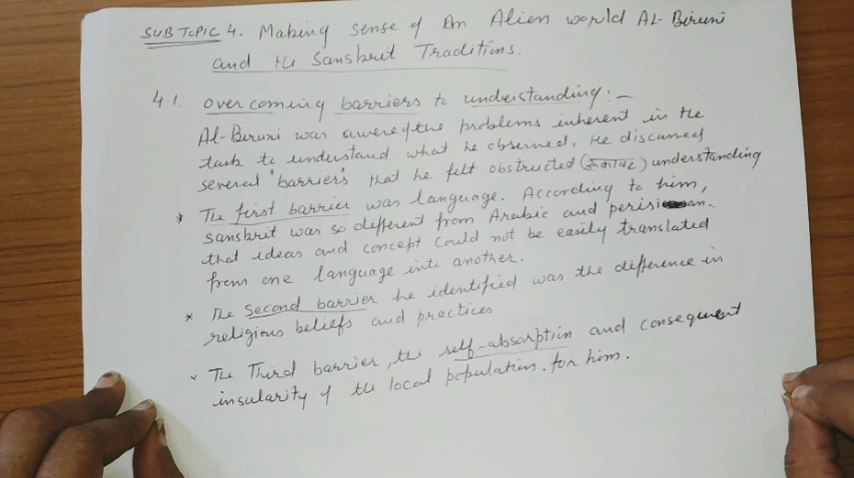 SUB TOPIC 4. Making sense of An Alien world AL-Biruni
and the Sanskrit Traditions.
4.1. overcoming barriers to understanding:-
Al-Biruni was aware of the problems inherent in the
task to understand what he observed. He discussed
several "barriers" that he felt obstructed (रूकावट) understanding
* The first barrier was language. According to him,
sanskrit was so different from Arabic and perisian.
that ideas and concept could not be easily translated
from one language into another.
* The Second barrier he identified was the difference in
religious beliefs and practices
* The Third barrier, the self-absorption and consequent
insularity of the local population. for him.